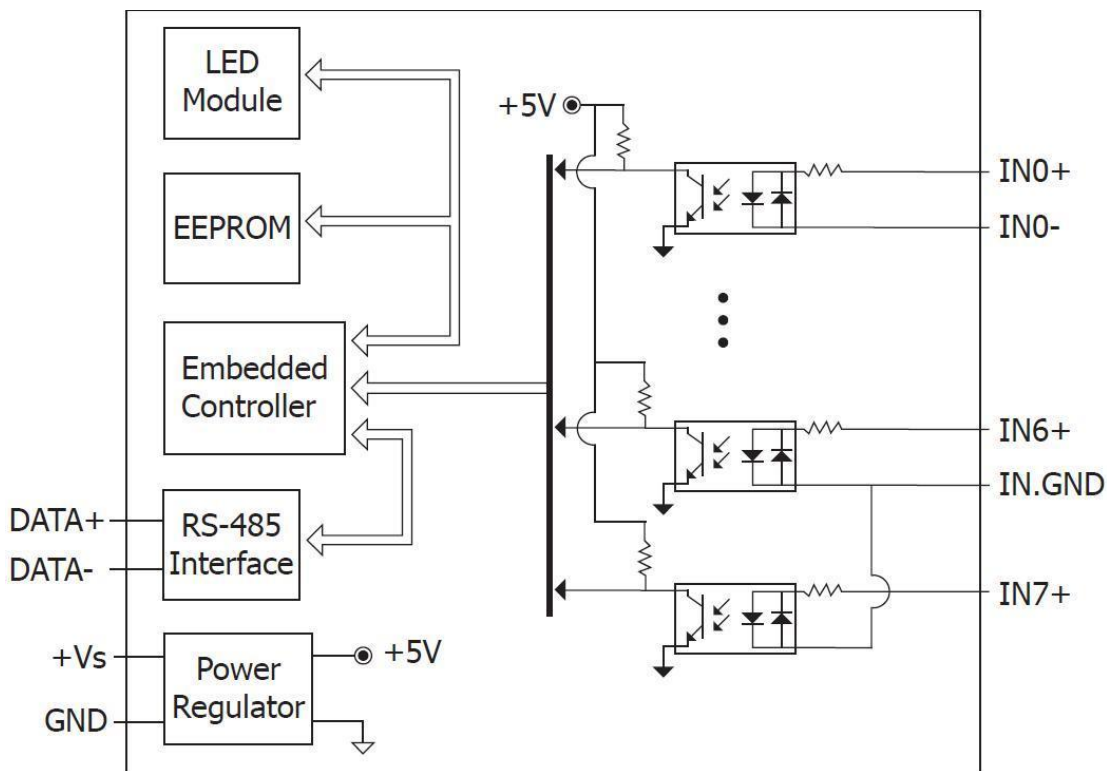 LED
Module
EEPROM
Embedded
Controller
DATA+
DATA-
RS-485
Interface
+Vs
GND
Power
Regulator
+5V
+5V
IN0+
IN0-
IN6+
IN.GND
IN7+